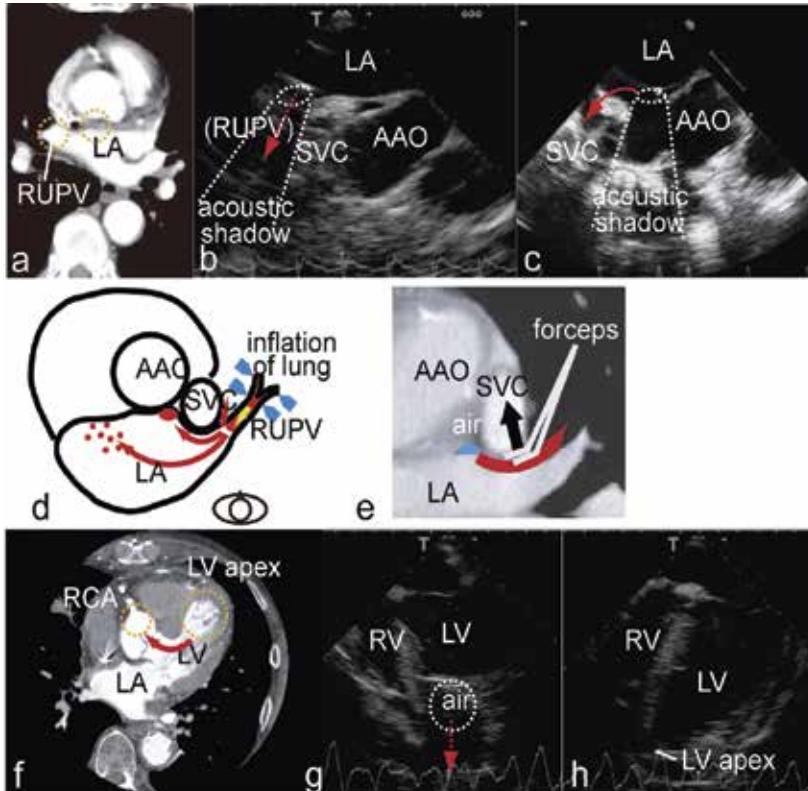 LA
RUPV
a
T
LA
(RUPV)
SVC
AAO
acoustic
shadow
b
LA
SVC
AAO
acoustic
shadow
c
AAO
SVC
inflation
of lung
RUPV
LA
d
forceps
AAO
SVC
air
LA
e
LV apex
RCA
LV
LA
f
T
RV
LV
air
g
T
RV
LV
LV apex
h